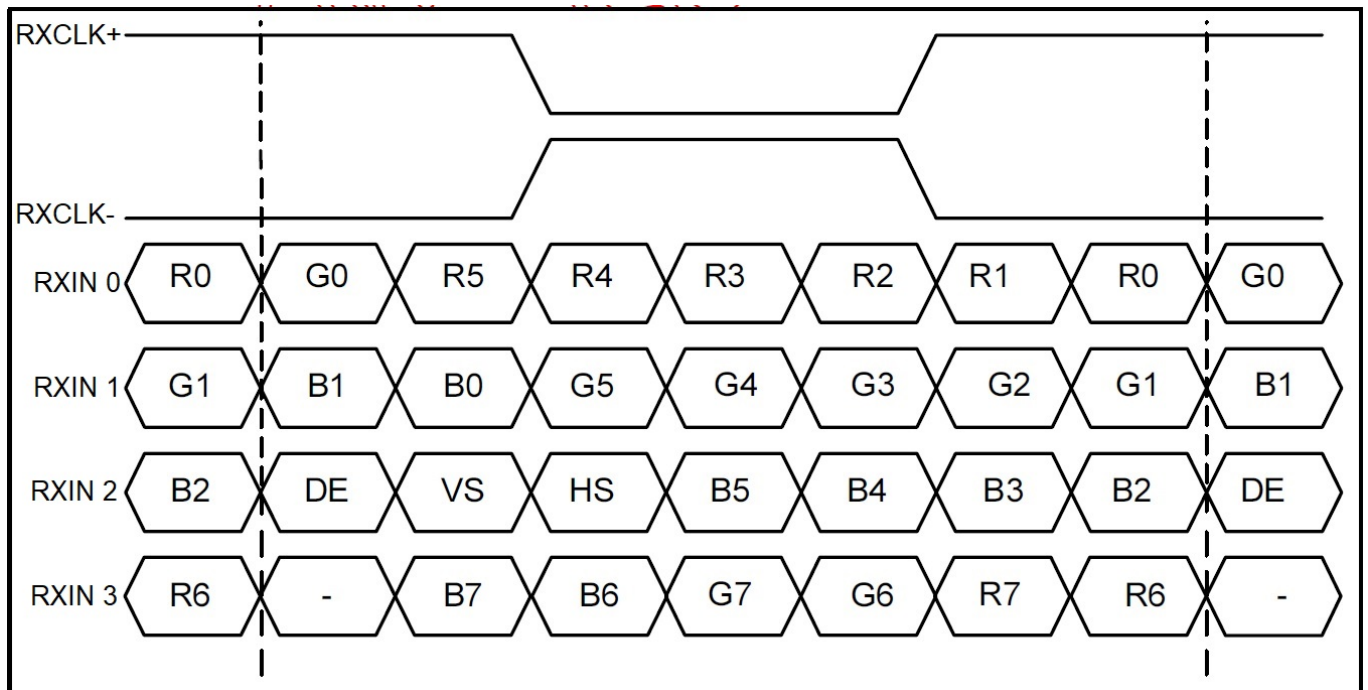 RXCLK+
RXCLK-
RXIN 0 R0 G0 R5 R4 R3 R2 R1 R0 G0
RXIN 1 G1 B1 B0 G5 G4 G3 G2 G1 B1
RXIN 2 B2 DE VS HS B5 B4 B3 B2 DE
RXIN 3 R6 - B7 B6 G7 G6 R7 R6 -